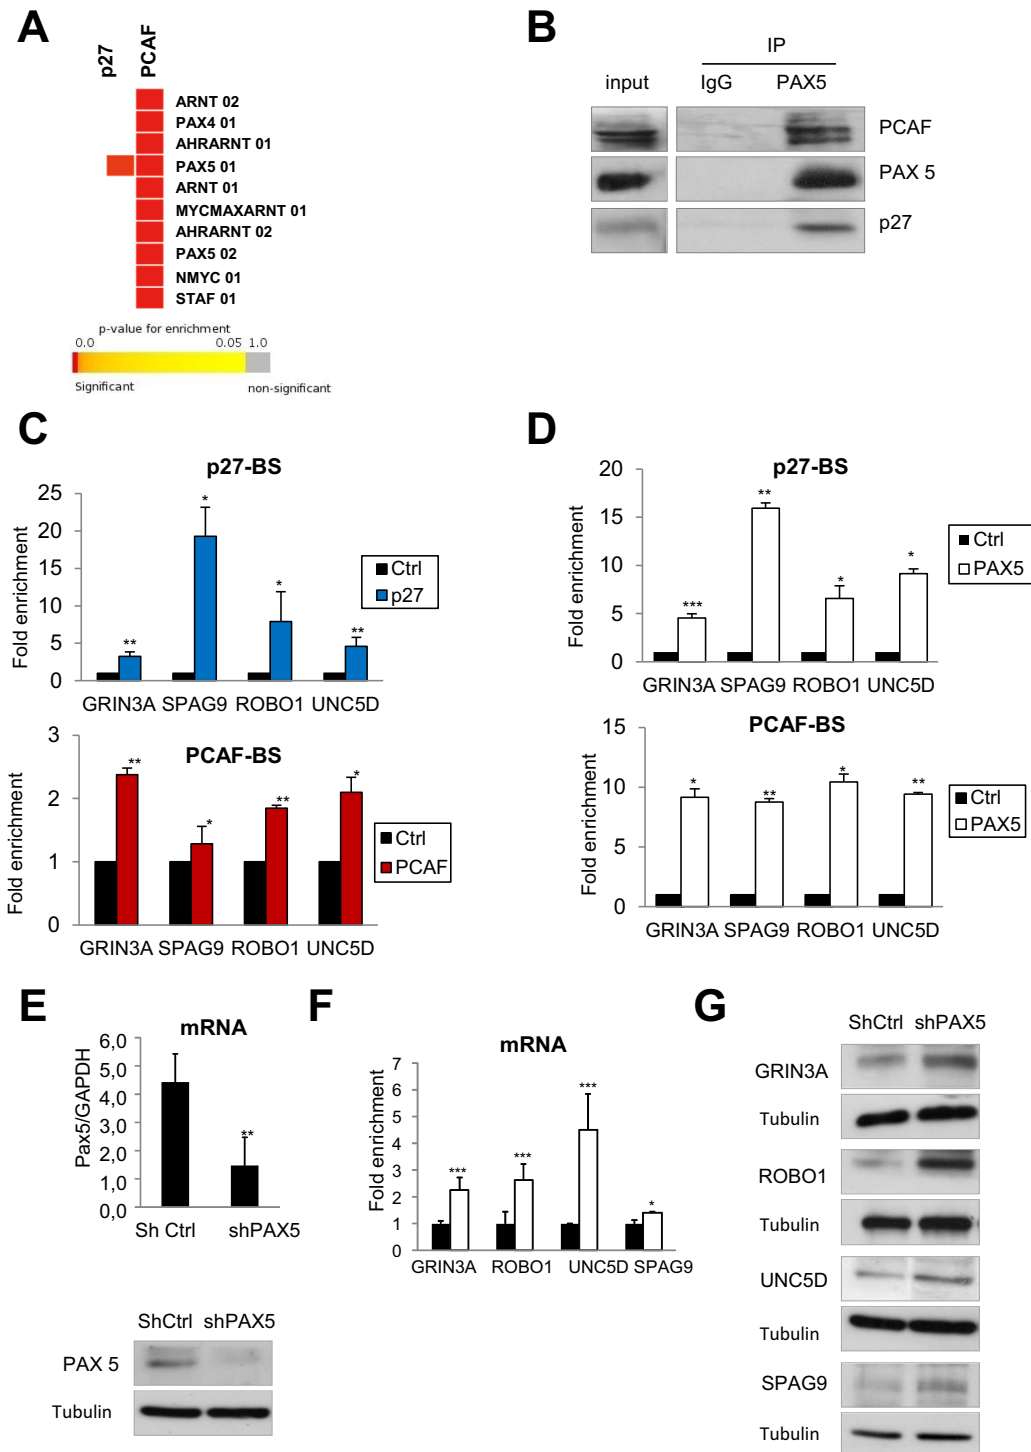 A
p27
PCAF
ARNT 02
PAX4 01
AHRARNT 01
PAX5 01
ARNT 01
MYCMAXARNT 01
AHRARNT 02
PAX5 02
NMYC 01
STAF 01
p-value for enrichment
0.0 0.05 1.0
Significant non-significant
B
IP
input IgG PAX5
PCAF
PAX 5
p27
C
p27-BS
Fold enrichment
25
20
15
10
5
0
* ** * **
GRIN3A SPAG9 ROBO1 UNC5D
Ctrl
p27
PCAF-BS
Fold enrichment
3
2
1
0
** * ** *
GRIN3A SPAG9 ROBO1 UNC5D
Ctrl
PCAF
D
p27-BS
Fold enrichment
20
15
10
5
0
*** ** * *
GRIN3A SPAG9 ROBO1 UNC5D
Ctrl
PAX5
PCAF-BS
Fold enrichment
15
10
5
0
* ** * **
GRIN3A SPAG9 ROBO1 UNC5D
Ctrl
PAX5
E
mRNA
Pax5/GAPDH
6,0
5,0
4,0
3,0
2,0
1,0
0,0
**
Sh Ctrl shPAX5
ShCtrl shPAX5
PAX 5
Tubulin
F
mRNA
Fold enrichment
7
6
5
4
3
2
1
0
*** *** *** *
GRIN3A ROBO1 UNC5D SPAG9
G
ShCtrl shPAX5
GRIN3A
Tubulin
ROBO1
Tubulin
UNC5D
Tubulin
SPAG9
Tubulin